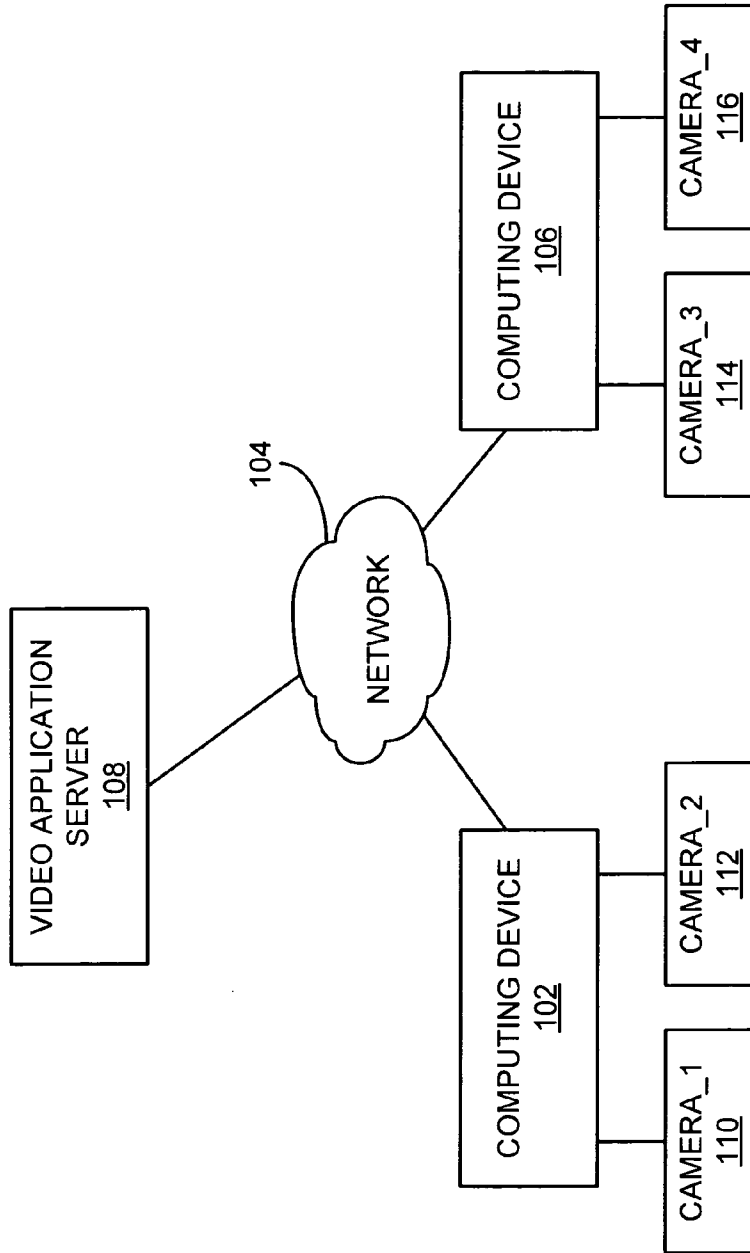 VIDEO APPLICATION
SERVER
108
104
NETWORK
COMPUTING DEVICE
102
COMPUTING DEVICE
106
CAMERA_1
110
CAMERA_2
112
CAMERA_3
114
CAMERA_4
116